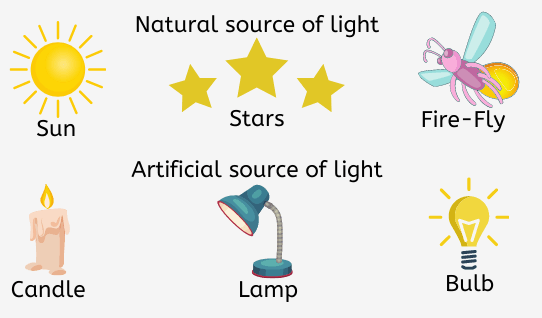 Natural source of light
Sun
Stars
Fire-Fly
Artificial source of light
Candle
Lamp
Bulb